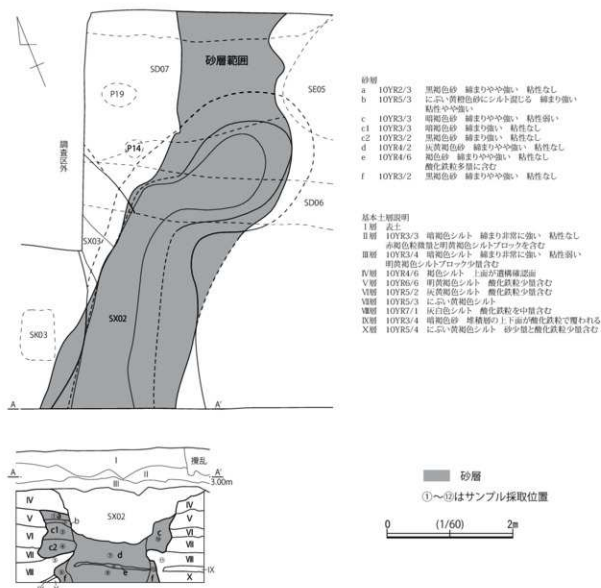 砂層範囲
SD07
SE05
P19
P14
調査区外
SD06
SX03
SX02
SK03
A
A'
砂層
a 10YR2/3 黒褐色砂 締まりやや強い 粘性なし
b 10YR5/3 にぶい黄橙色砂にシルト混じる 締まり強い
粘性やや強い
c 10YR3/3 暗褐色砂 締まりやや強い 粘性弱い
c1 10YR3/3 暗褐色砂 締まり強い 粘性なし
c2 10YR3/2 黒褐色砂 締まり強い 粘性なし
d 10YR4/2 灰黄褐色砂 締まりやや強い 粘性なし
e 10YR4/6 褐色砂 締まりやや強い 粘性なし
酸化鉄粒多量に含む
f 10YR3/2 黒褐色砂 締まりやや強い 粘性なし
基本土層説明
Ⅰ層 表土
Ⅱ層 10YR3/3 暗褐色シルト 締まり非常に強い 粘性なし
赤褐色粒微量と明黄褐色シルトブロックを含む
Ⅲ層 10YR3/4 暗褐色シルト 締まり非常に強い 粘性弱い
明黄褐色シルトブロック少量含む
Ⅳ層 10YR4/6 褐色シルト 上面が遺構確認面
Ⅴ層 10YR6/6 明黄褐色シルト 酸化鉄粒少量含む
Ⅵ層 10YR5/2 灰黄褐色シルト 酸化鉄粒少量含む
Ⅶ層 10YR5/3 にぶい黄褐色シルト
Ⅷ層 10YR7/1 灰白色シルト 酸化鉄粒を中量含む
Ⅸ層 10YR3/4 暗褐色砂 堆積層の上下面が酸化鉄粒で覆われる
Ⅹ層 10YR5/4 にぶい黄褐色シルト 砂少量と酸化鉄粒少量含む
Ⅰ
撹乱
A
Ⅱ
A'
Ⅲ
3.00m
Ⅳ
SX02
Ⅳ
Ⅴ
a
b
Ⅴ
Ⅵ
c1
c
Ⅵ
Ⅶ
c2
d
Ⅶ
Ⅷ
e
Ⅷ
Ⅸ
f
f
Ⅹ
砂層
①～⑫はサンプル採取位置
0 (1/60) 2m